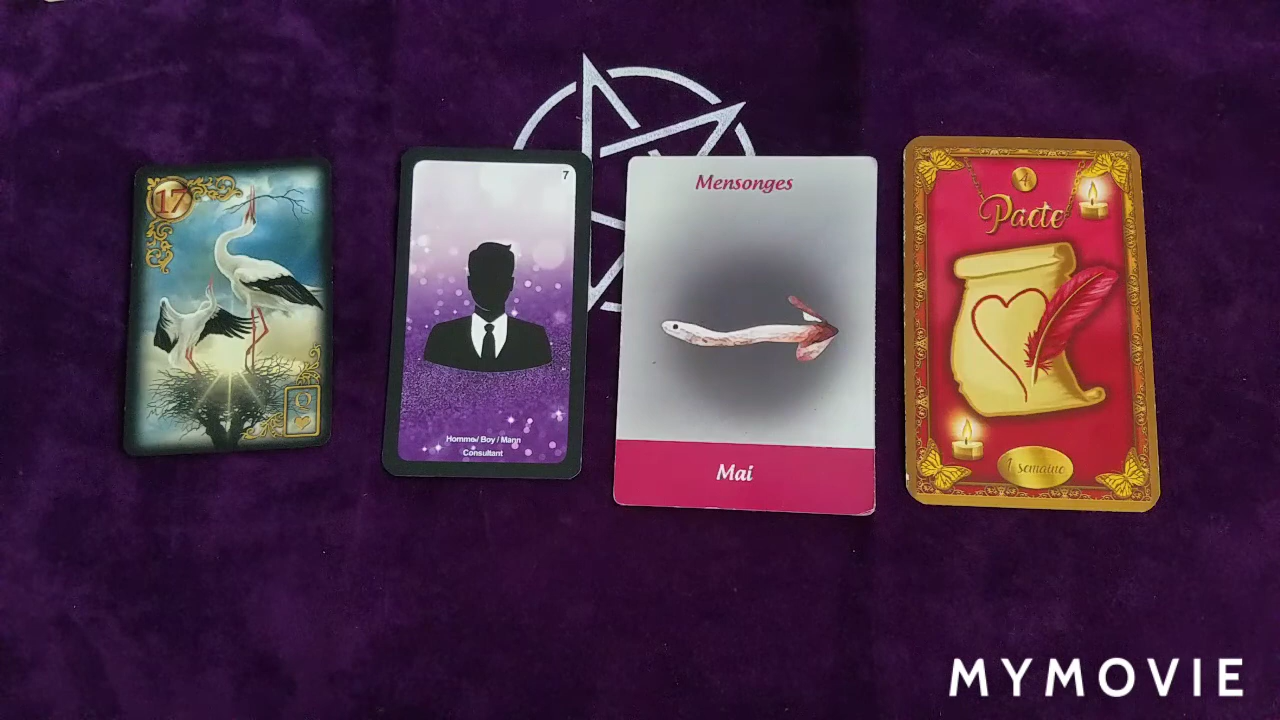 17
Q
7
Homme/ Boy / Mann
Consultant
Mensonges
Mai
4
Pacte
1 semaine
MYMOVIE